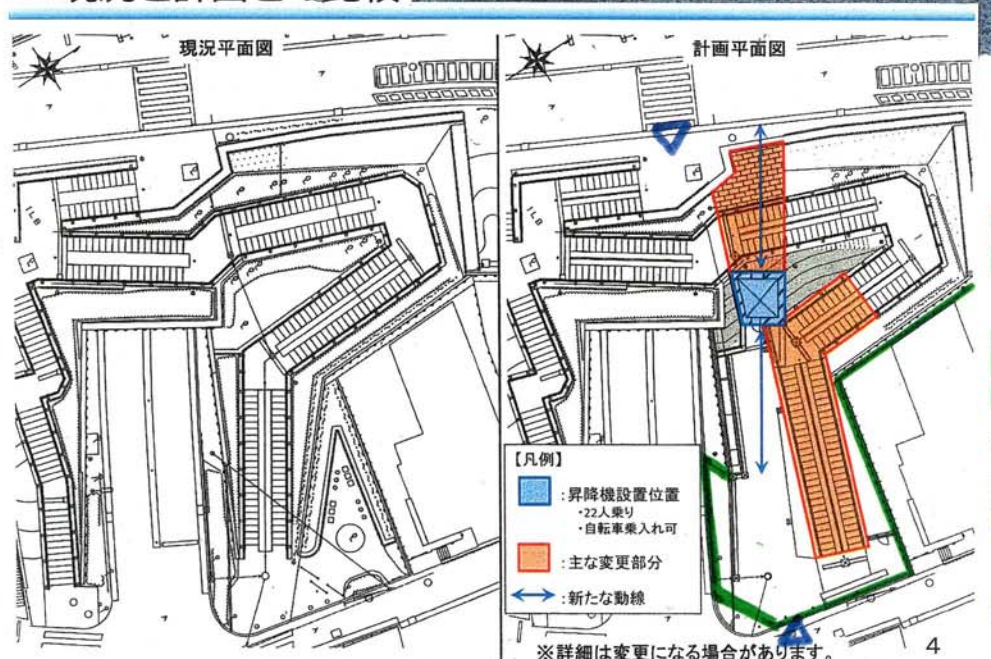 現況平面図
計画平面図
ILB
ILB
【凡例】
:昇降機設置位置
・22人乗り
・自転車乗入れ可
:主な変更部分
:新たな動線
※詳細は変更になる場合があります。
4